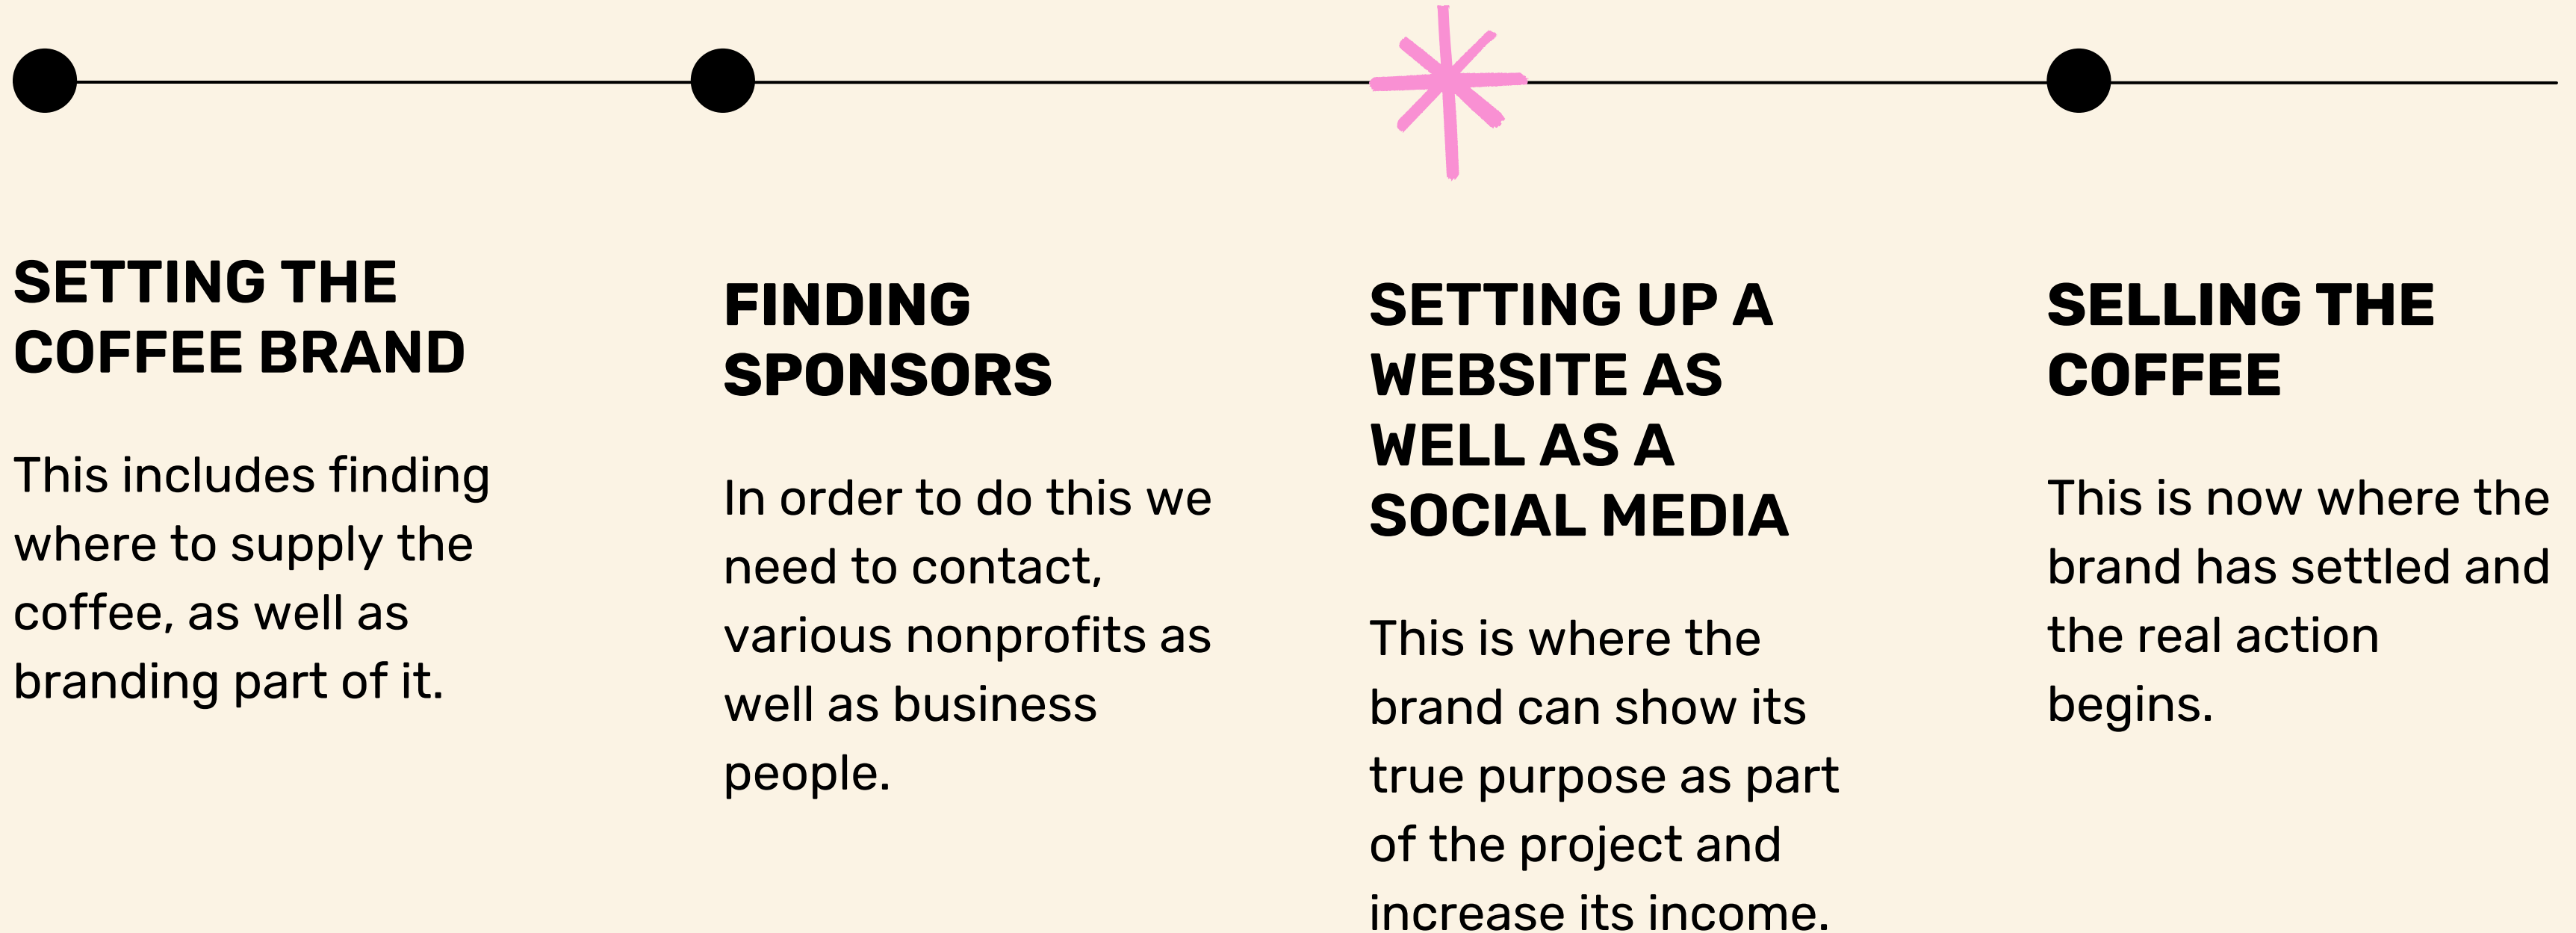 SETTING THE
COFFEE BRAND
This includes finding
where to supply the
coffee, as well as
branding part of it.
FINDING
SPONSORS
In order to do this we
need to contact,
various nonprofits as
well as business
people.
SETTING UP A
WEBSITE AS
WELL AS A
SOCIAL MEDIA
This is where the
brand can show its
true purpose as part
of the project and
increase its income.
SELLING THE
COFFEE
This is now where the
brand has settled and
the real action
begins.